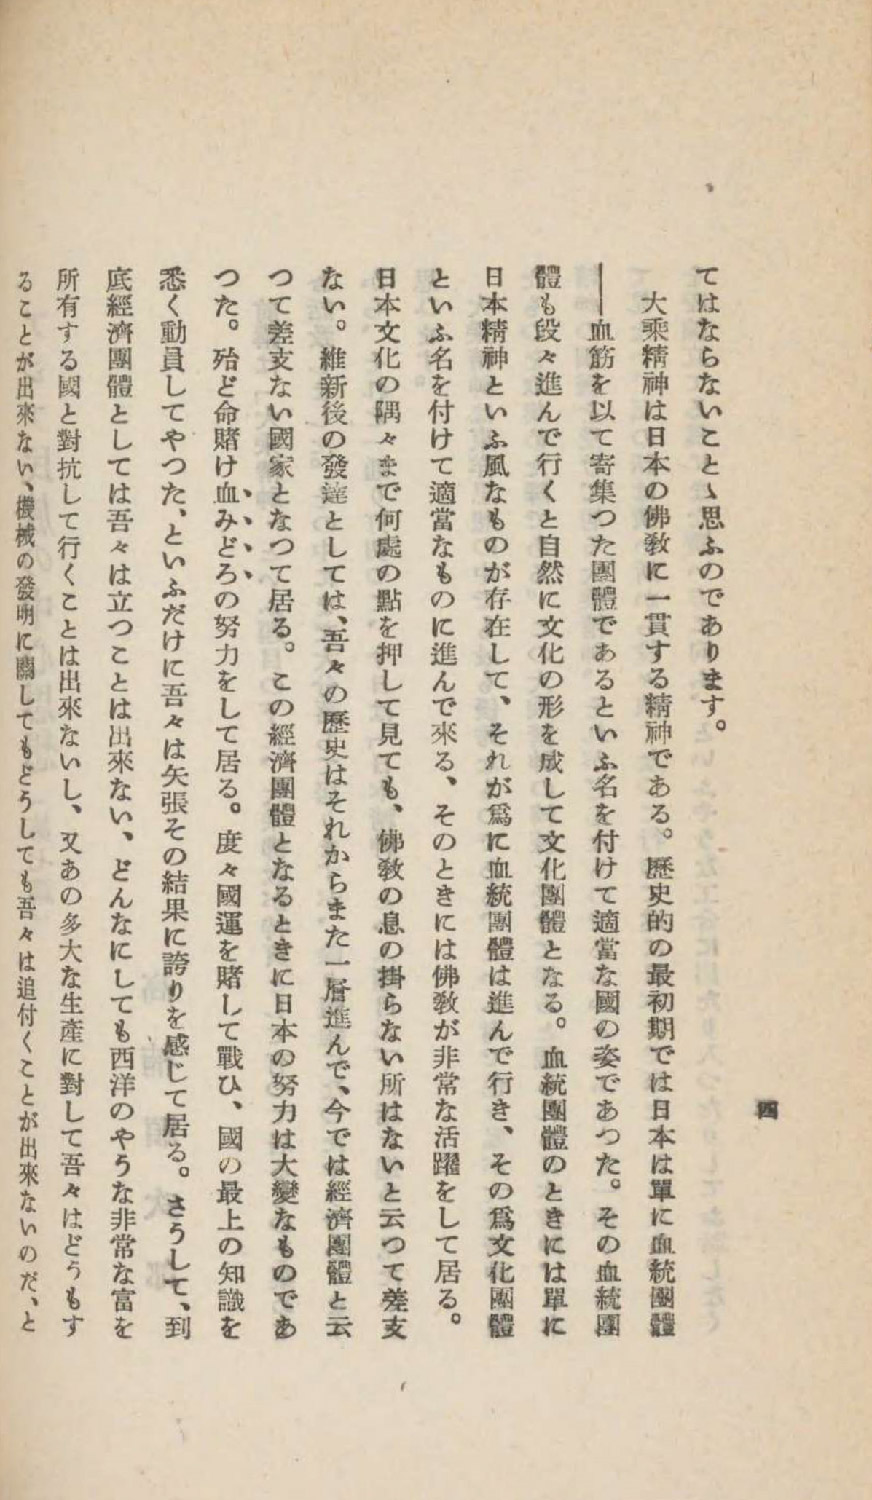 四
てはならないことゝ思ふのであります。
大乘精神は日本の佛敎に一貫する精神である。歷史的の最初期では日本は單に血統團體
――血筋を以て寄集つた團體であるといふ名を付けて適當な國の姿であつた。その血統團
體も段々進んで行くと自然に文化の形を成して文化團體となる。血統團體のときには單に
日本精神といふ風なものが存在して、それが爲に血統團體は進んで行き、その爲文化團體
といふ名を付けて適當なものに進んで來る、そのときには佛敎が非常な活躍をして居る。
日本文化の隅々まで何處の點を押して見ても、佛敎の息の掛らない所はないと云つて差支
ない。維新後の發達としては、吾々の歷史はそれからまた一層進んで、今では經濟團體と云
つて差支ない國家となつて居る。この經濟團體となるときに日本の努力は大變なものであ
つた。殆ど命賭け血みどろの努力をして居る。度々國運を賭して戰ひ、國の最上の知識を
悉く動員してやつた、といふだけに吾々は矢張その結果に誇りを感じて居る。さうして、到
底經濟團體としては吾々は立つことは出來ない、どんなにしても西洋のやうな非常な富を
所有する國と對抗して行くことは出來ないし、又あの多大な生產に對して吾々はどうもす
ることが出來ない、機械の發明に關してもどうしても吾々は追付くことが出來ないのだ、と